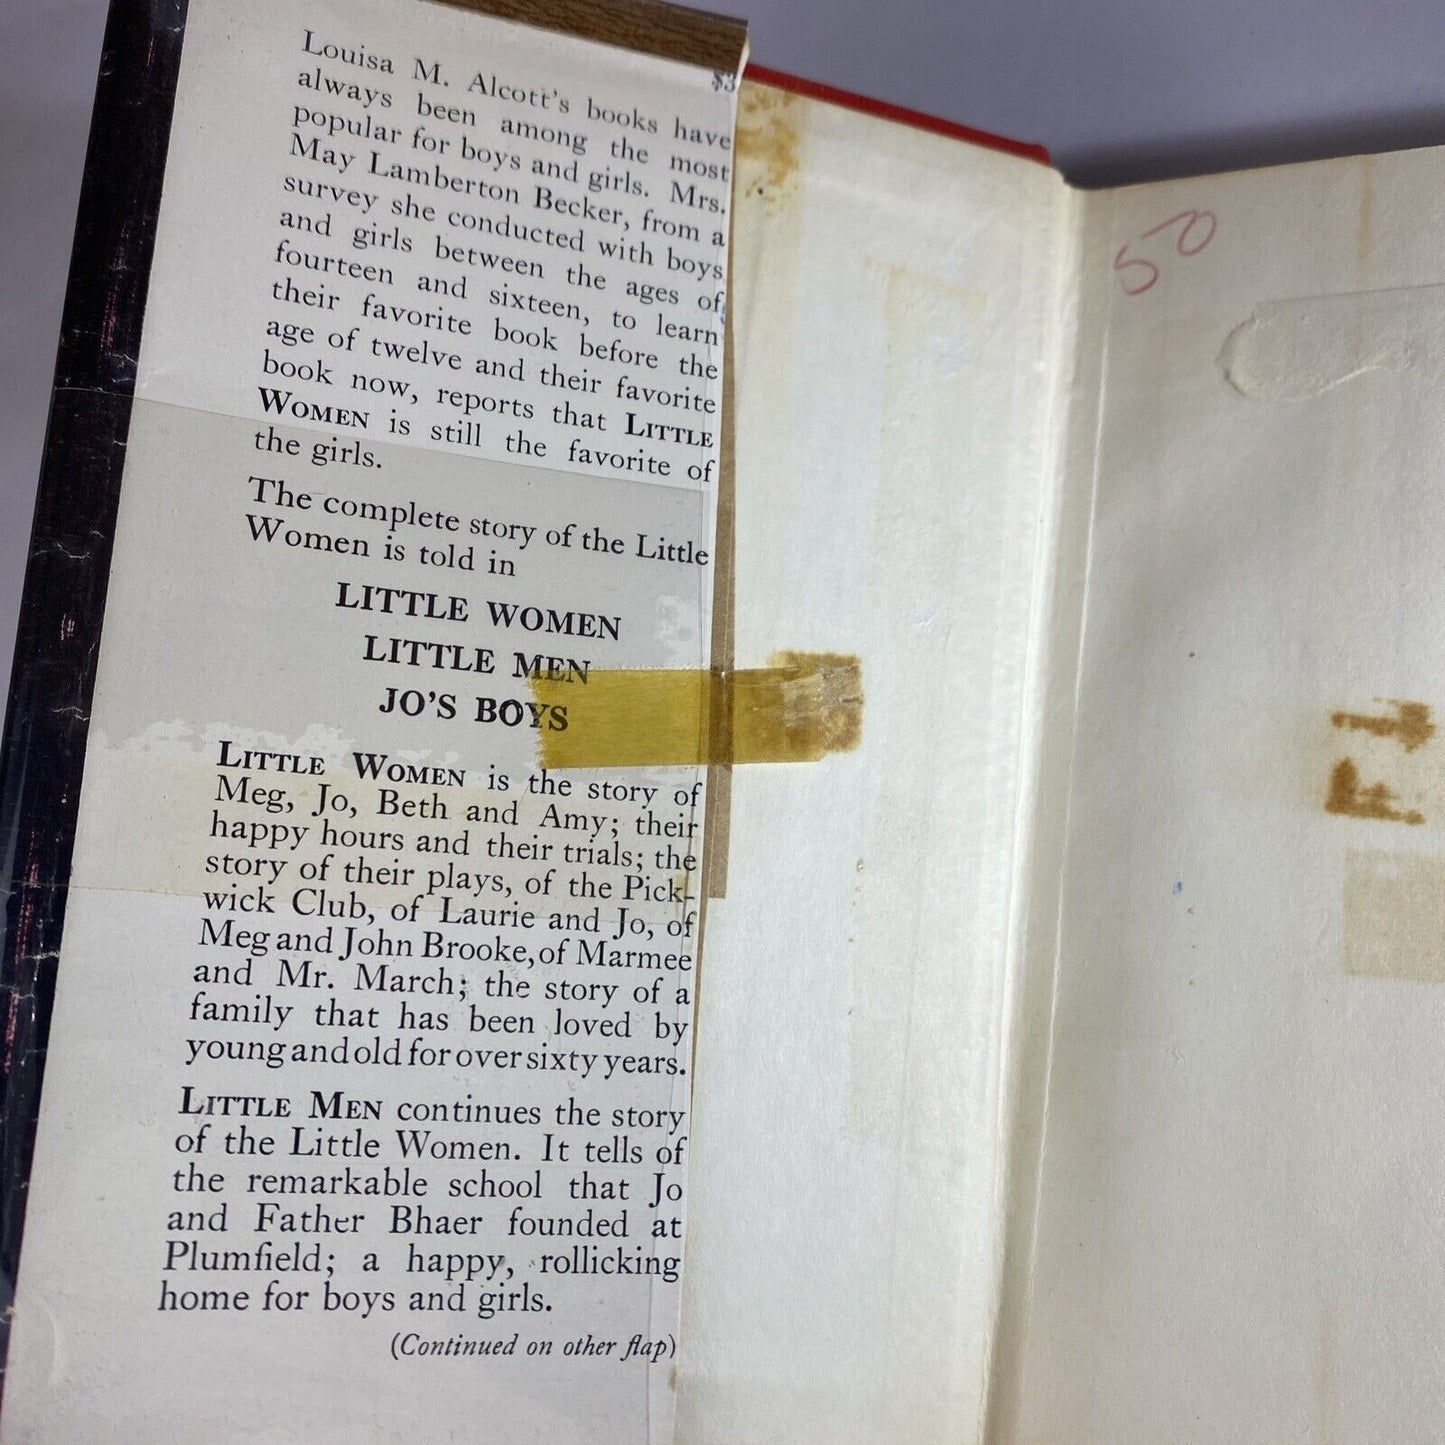 $3
Louisa M. Alcott's books have
always been among the most
popular for boys and girls. Mrs.
May Lamberton Becker, from a
survey she conducted with boys
and girls between the ages of
fourteen and sixteen, to learn
their favorite book before the
age of twelve and their favorite
book now, reports that LITTLE
WOMEN is still the favorite of
the girls.
The complete story of the Little
Women is told in
LITTLE WOMEN
LITTLE MEN
JO'S BOYS
LITTLE WOMEN is the story of
Meg, Jo, Beth and Amy; their
happy hours and their trials; the
story of their plays, of the Pick-
wick Club, of Laurie and Jo, of
Meg and John Brooke, of Marmee
and Mr. March; the story of a
family that has been loved by
young and old for over sixty years.
LITTLE MEN continues the story
of the Little Women. It tells of
the remarkable school that Jo
and Father Bhaer founded at
Plumfield; a happy, rollicking
home for boys and girls.
(Continued on other flap)
50